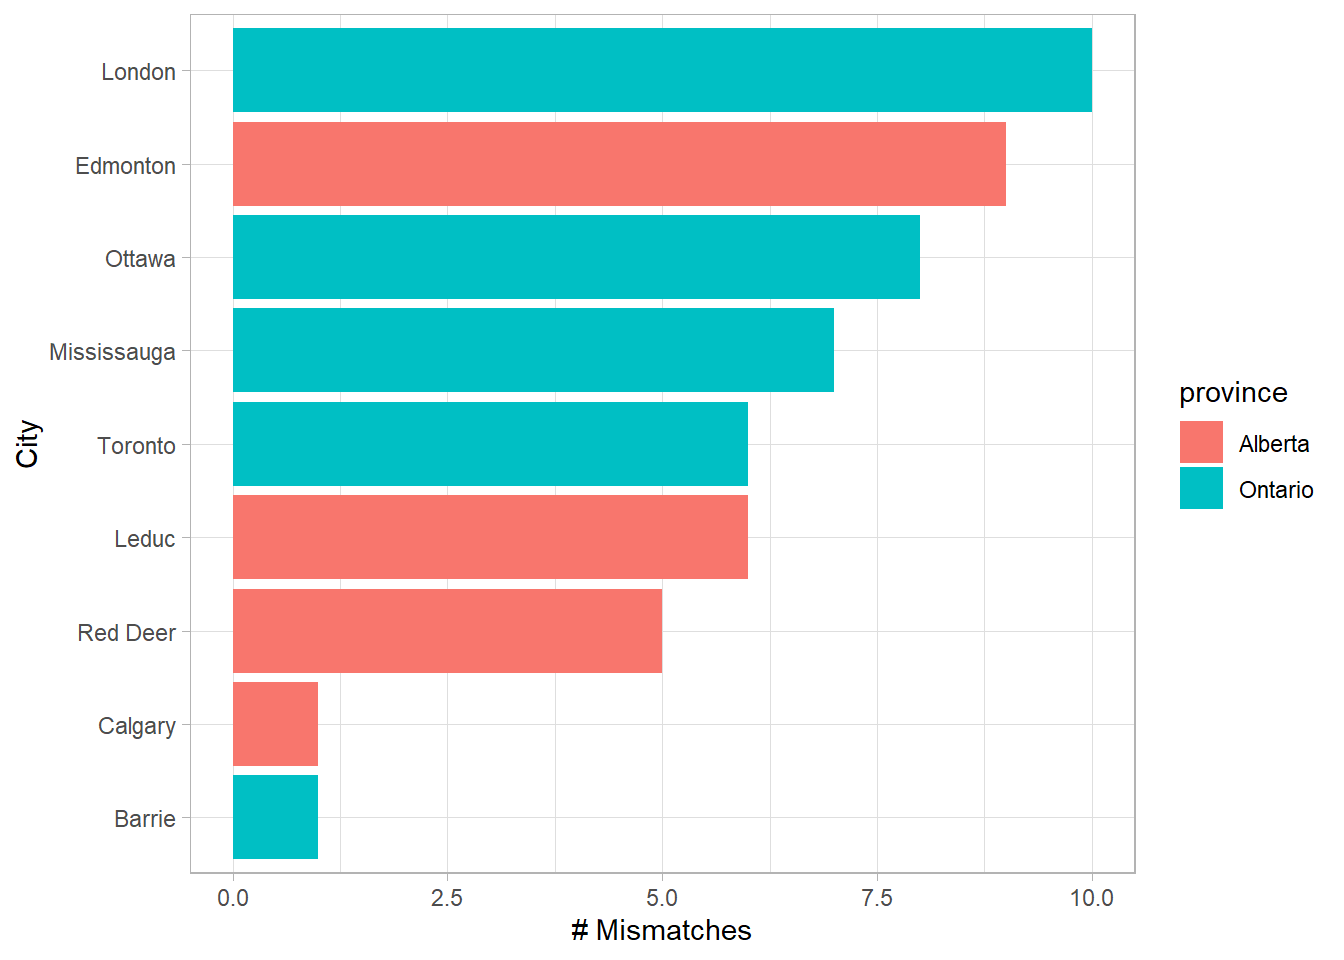 London
Edmonton
Ottawa
Mississauga
Toronto
Leduc
Red Deer
Calgary
Barrie
City
0.0 2.5 5.0 7.5 10.0
# Mismatches
province
Alberta
Ontario